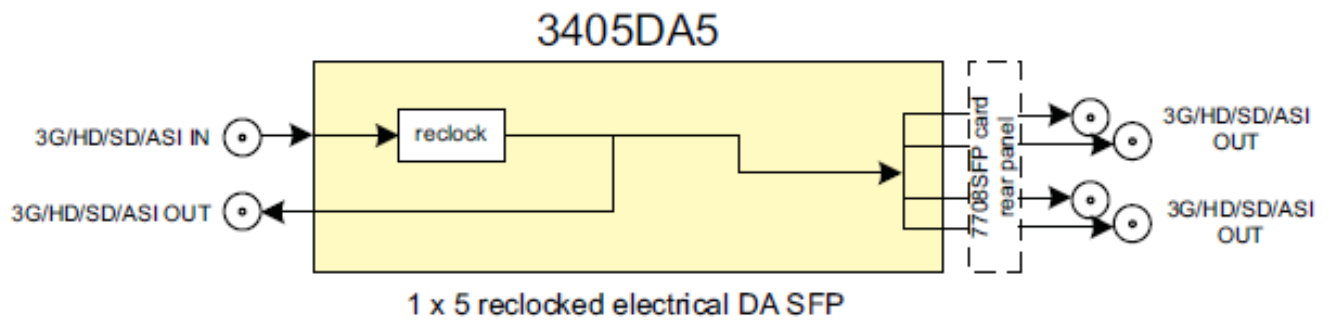 3405DA5
3G/HD/SD/ASI IN
reclock
3G/HD/SD/ASI OUT
7708SFP card
rear panel
3G/HD/SD/ASI
OUT
3G/HD/SD/ASI
OUT
1 x 5 reclocked electrical DA SFP